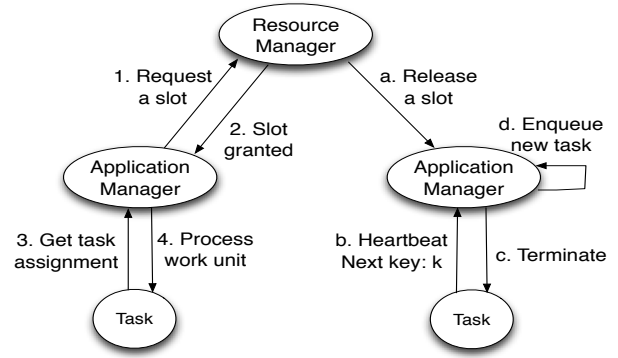 Resource
Manager
1. Request
a slot
a. Release
a slot
2. Slot
granted
d. Enqueue
new task
Application
Manager
Application
Manager
3. Get task
assignment
4. Process
work unit
b. Heartbeat
Next key: k
c. Terminate
Task
Task